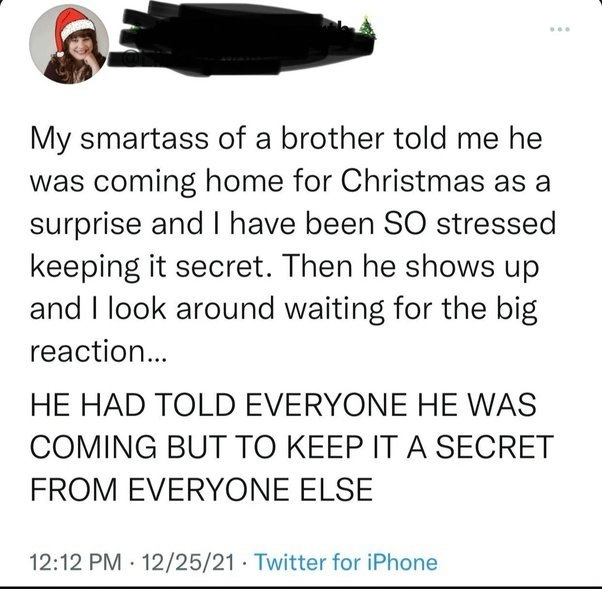 My smartass of a brother told me he
was coming home for Christmas as a
surprise and I have been SO stressed
keeping it secret. Then he shows up
and I look around waiting for the big
reaction...
HE HAD TOLD EVERYONE HE WAS
COMING BUT TO KEEP IT A SECRET
FROM EVERYONE ELSE
12:12 PM · 12/25/21 · Twitter for iPhone